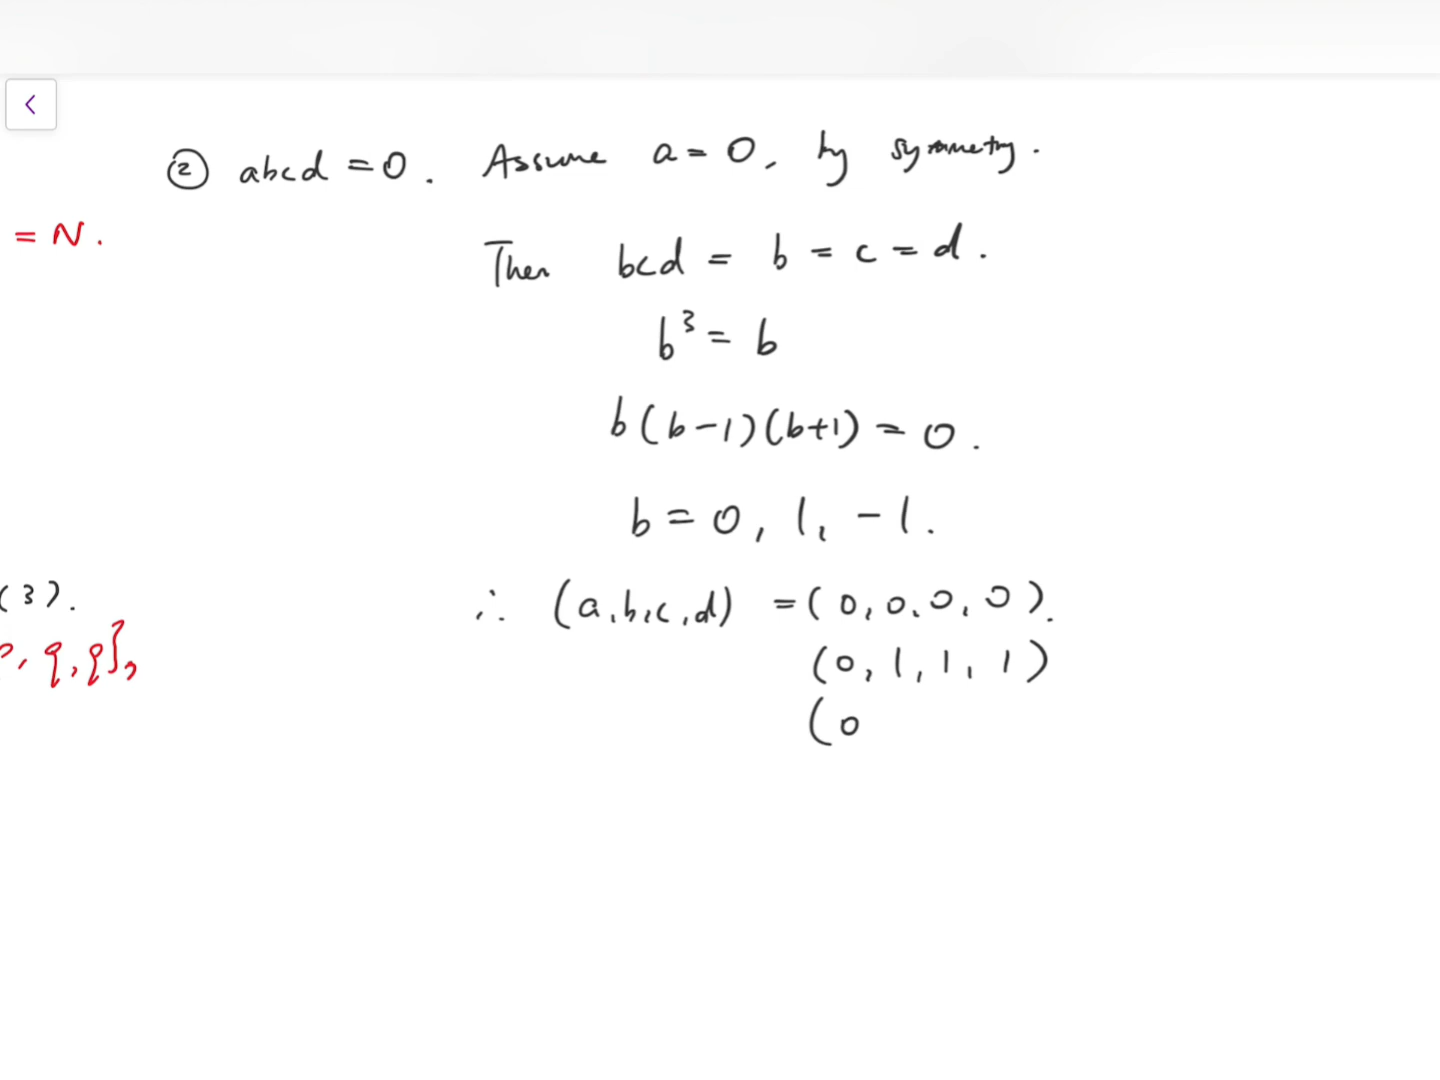 ② abcd = 0. Assume a = 0, by symmetry.
= N.
Then bcd = b = c = d.
b³ = b
b(b-1)(b+1) = 0.
b = 0, 1, -1.
(3).
∴ (a,b,c,d) = (0,0,0,0).
, q, q},
(0, 1, 1, 1)
(0